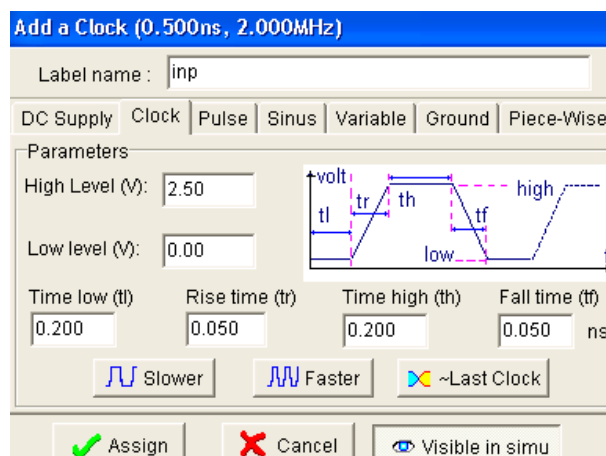 Add a Clock (0.500ns, 2.000MHz)
Label name : inp
DC Supply Clock Pulse Sinus Variable Ground Piece-Wise
Parameters
High Level (V): 2.50
Low level (V): 0.00
volt
tl tr th tf high
low
Time low (tl) Rise time (tr) Time high (th) Fall time (tf)
0.200 0.050 0.200 0.050 ns
Slower Faster ~Last Clock
Assign Cancel Visible in simu